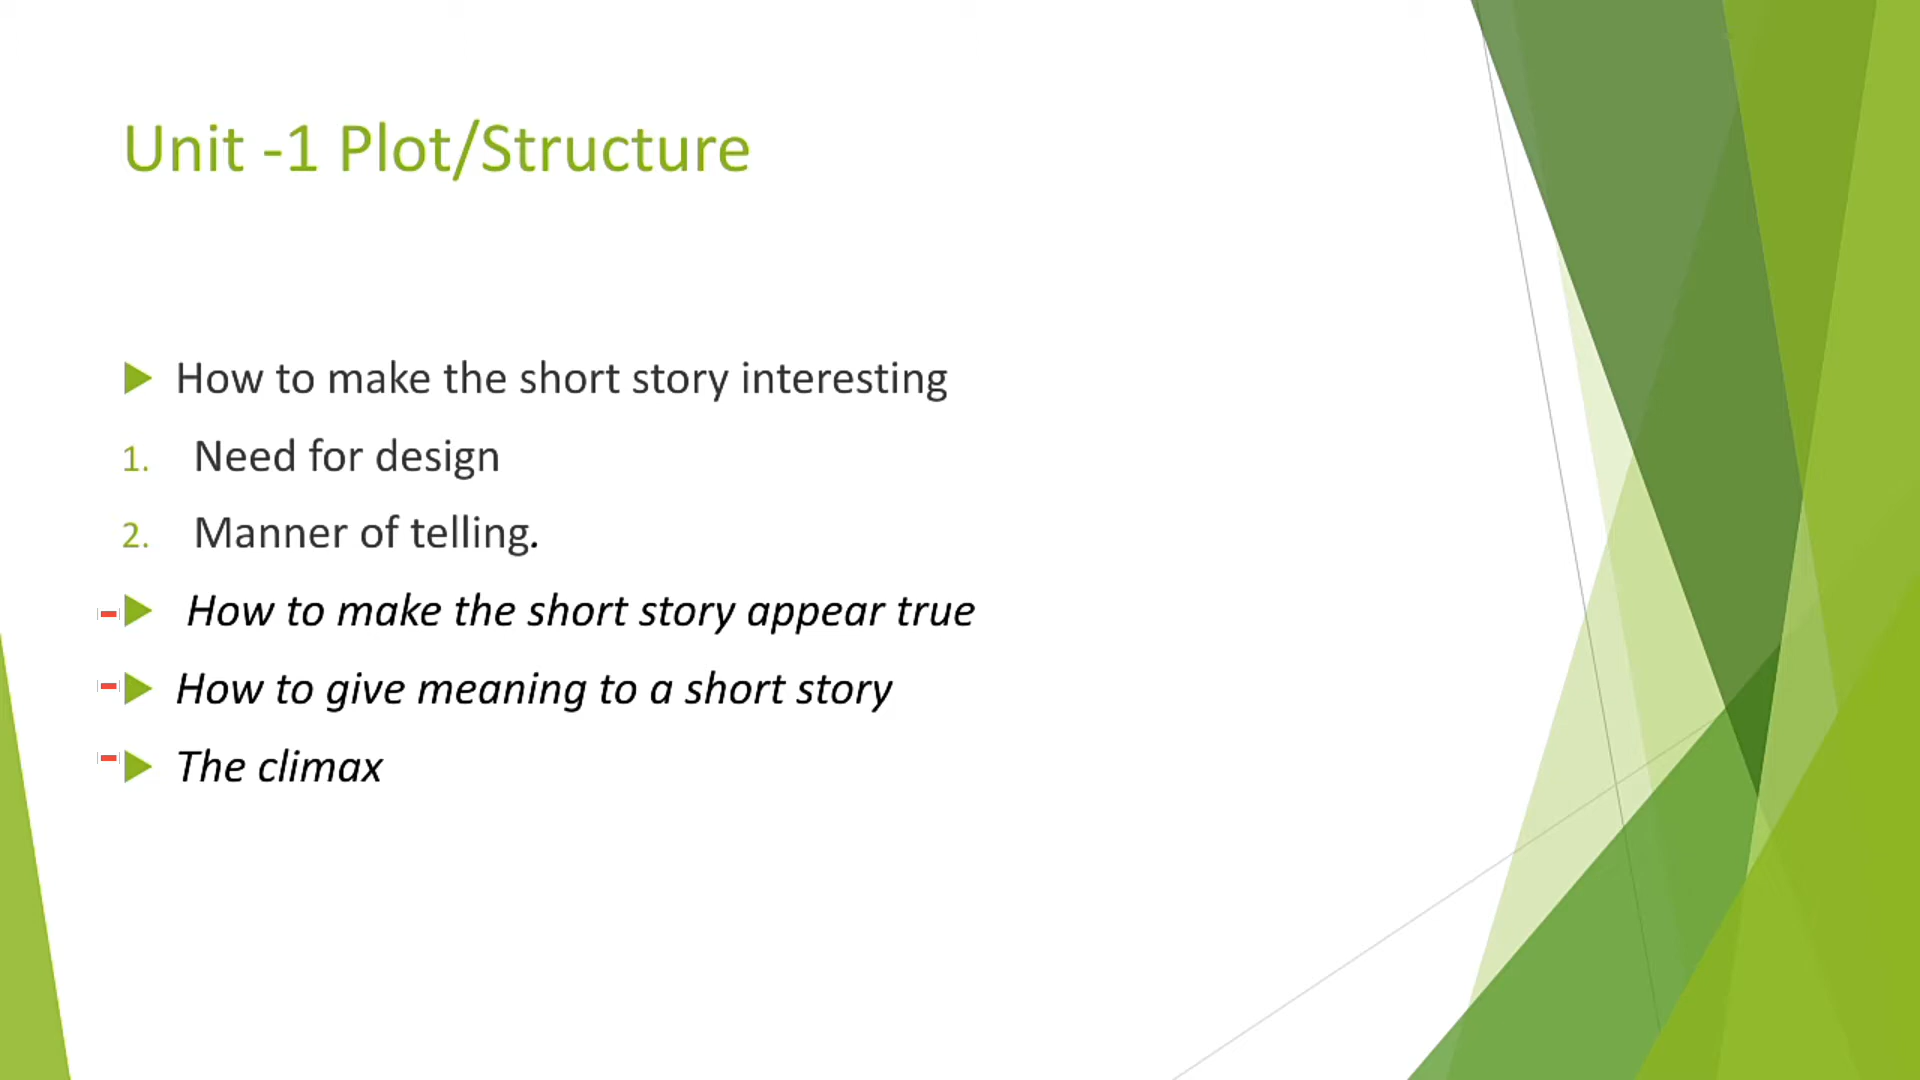 Unit -1 Plot/Structure
How to make the short story interesting
1. Need for design
2. Manner of telling.
How to make the short story appear true
How to give meaning to a short story
The climax